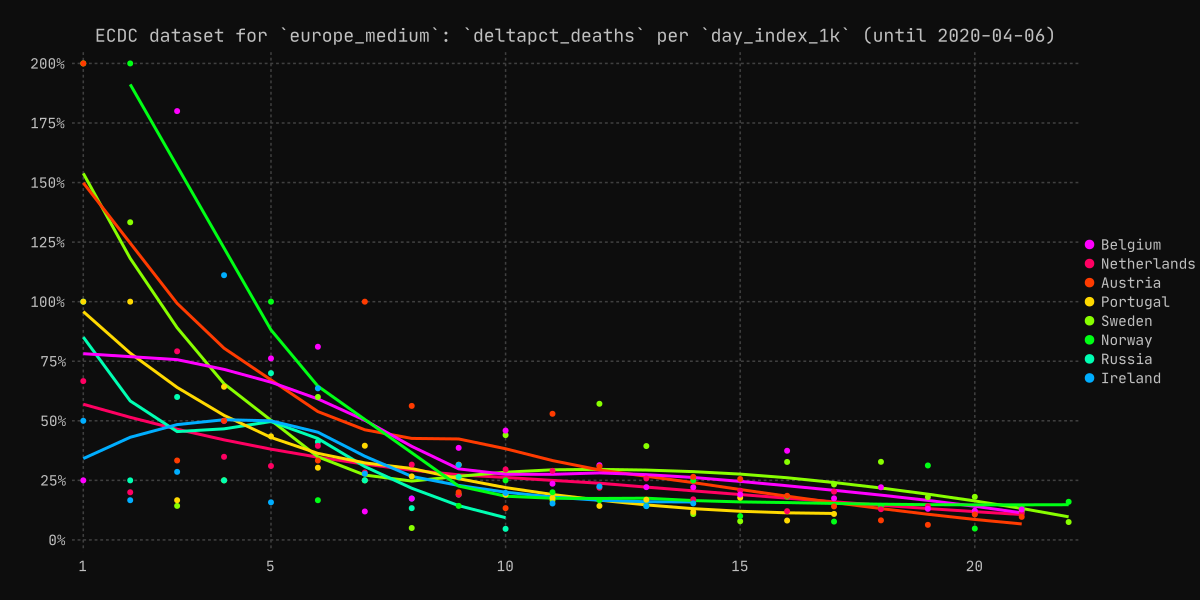 ECDC dataset for `europe_medium`: `deltapct_deaths` per `day_index_1k` (until 2020-04-06)
200%
175%
150%
125%
100%
75%
50%
25%
0%
1 5 10 15 20
Belgium
Netherlands
Austria
Portugal
Sweden
Norway
Russia
Ireland